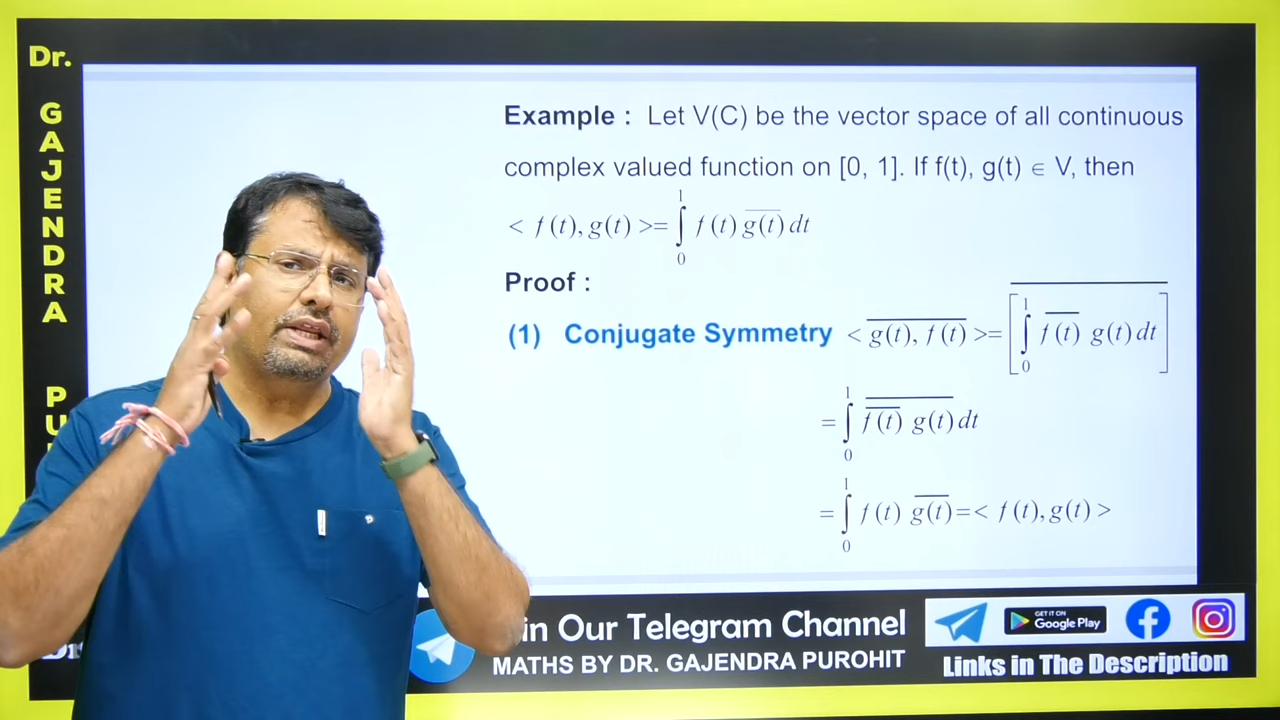 Dr.
GAJENDRA
PU
Example : Let V(C) be the vector space of all continuous
complex valued function on [0, 1]. If f(t), g(t) ∈ V, then
< f(t), g(t) >= ∫₀¹ f(t) g̅(̅t̅)̅ dt
Proof :
(1) Conjugate Symmetry < g̅(̅t̅)̅,̅ ̅f̅(̅t̅)̅ >= \overline{[ ∫₀¹ \overline{f(t)} g(t) dt ]}
= ∫₀¹ \overline{\overline{f(t)} g(t)} dt
= ∫₀¹ f(t) \overline{g(t)} =< f(t), g(t) >
in Our Telegram Channel
MATHS BY DR. GAJENDRA PUROHIT
GET IT ON
Google Play
Links in The Description